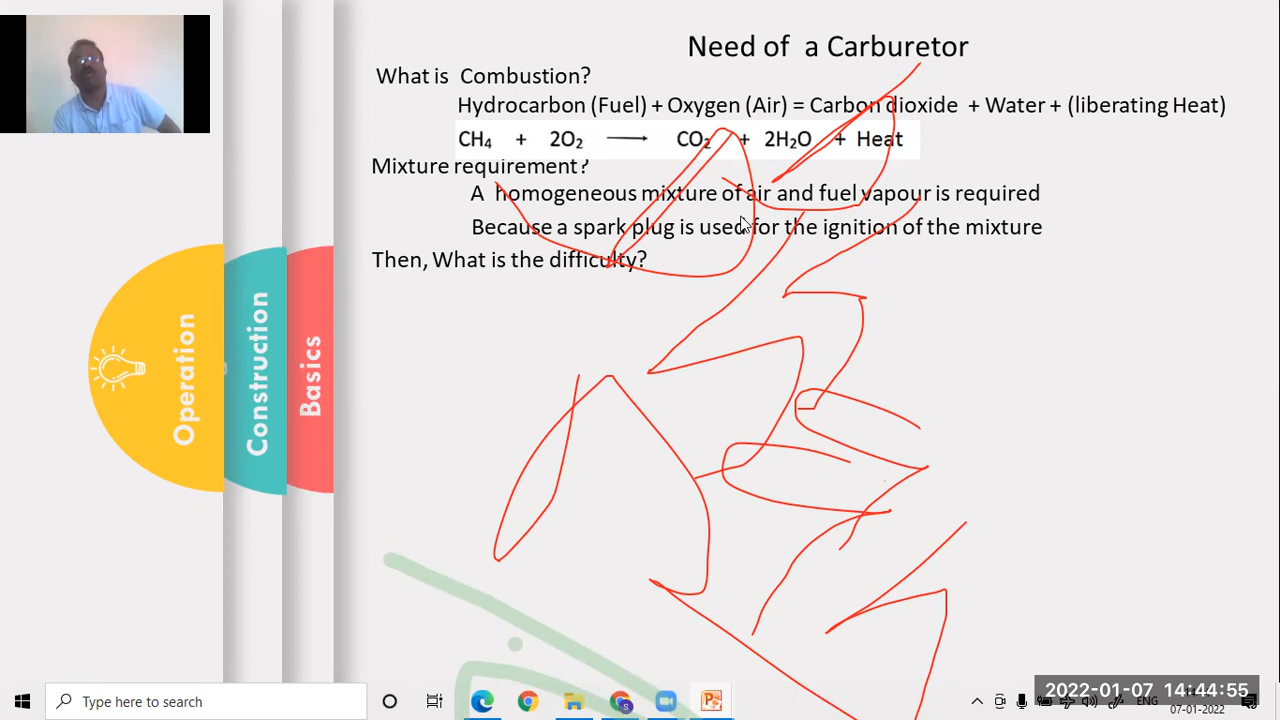 Need of a Carburetor
What is Combustion?
Hydrocarbon (Fuel) + Oxygen (Air) = Carbon dioxide + Water + (liberating Heat)
CH₄ + 2O₂ → CO₂ + 2H₂O + Heat
Mixture requirement?
A homogeneous mixture of air and fuel vapour is required
Because a spark plug is used for the ignition of the mixture
Then, What is the difficulty?
Operation
Construction
Basics
Type here to search
ENG
2022-01-07 14:44:55
07-01-2022